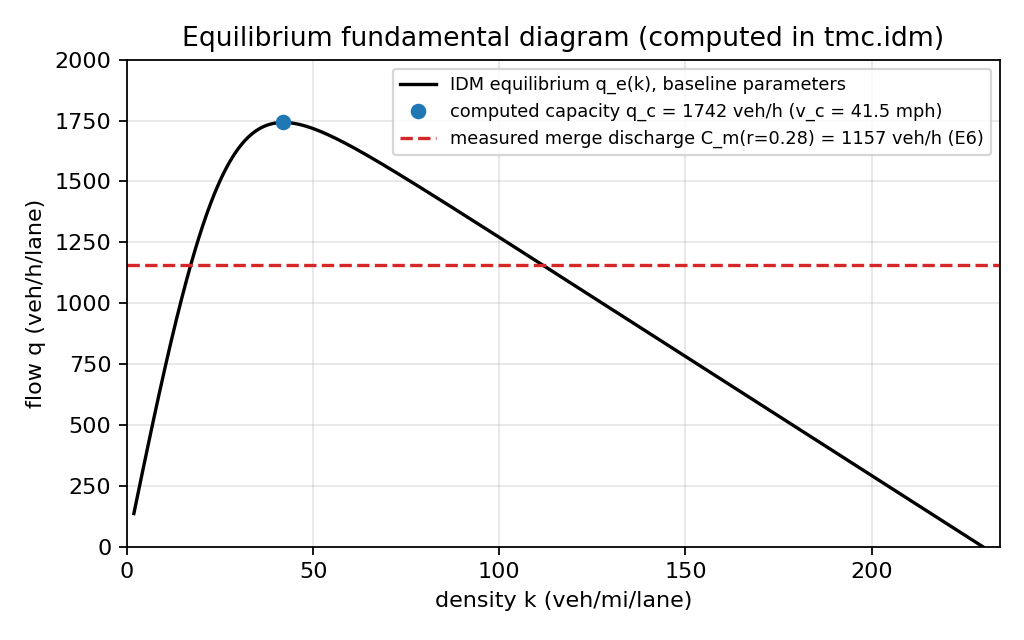 Equilibrium fundamental diagram (computed in tmc.idm)
IDM equilibrium q_e(k), baseline parameters
computed capacity q_c = 1742 veh/h (v_c = 41.5 mph)
measured merge discharge C_m(r=0.28) = 1157 veh/h (E6)
flow q (veh/h/lane)
2000
1750
1500
1250
1000
750
500
250
0
0 50 100 150 200
density k (veh/mi/lane)